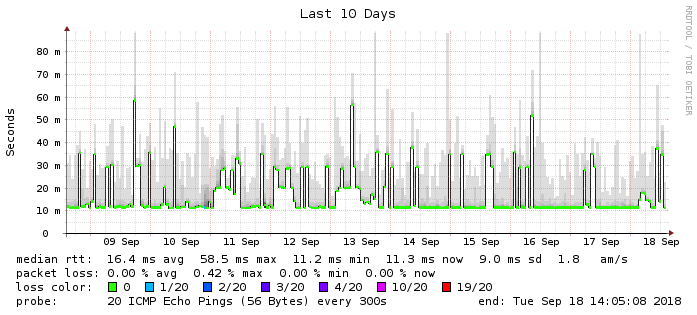 Last 10 Days
RRDTOOL / TOBI OETIKER
Seconds
80 m
70 m
60 m
50 m
40 m
30 m
20 m
10 m
0
09 Sep 10 Sep 11 Sep 12 Sep 13 Sep 14 Sep 15 Sep 16 Sep 17 Sep 18 Sep
median rtt: 16.4 ms avg 58.5 ms max 11.2 ms min 11.3 ms now 9.0 ms sd 1.8 am/s
packet loss: 0.00 % avg 0.42 % max 0.00 % min 0.00 % now
loss color: 0 1/20 2/20 3/20 4/20 10/20 19/20
probe: 20 ICMP Echo Pings (56 Bytes) every 300s end: Tue Sep 18 14:05:08 2018